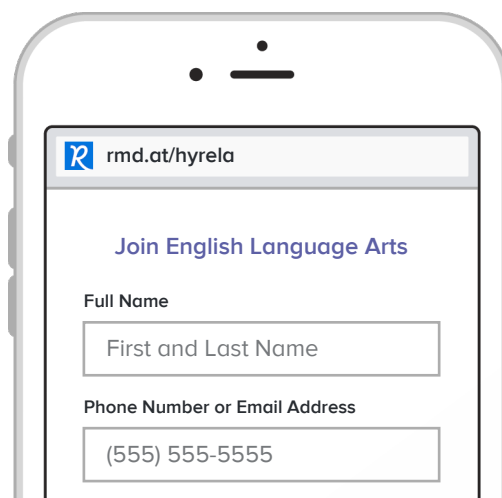 rmd.at/hyrela
Join English Language Arts
Full Name
First and Last Name
Phone Number or Email Address
(555) 555-5555